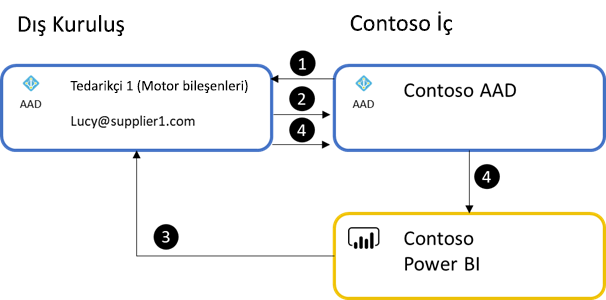 Dış Kuruluş
Contoso İç
1
AAD
Tedarikçi 1 (Motor bileşenleri)
Lucy@supplier1.com
2
4
AAD
Contoso AAD
4
3
Contoso
Power BI